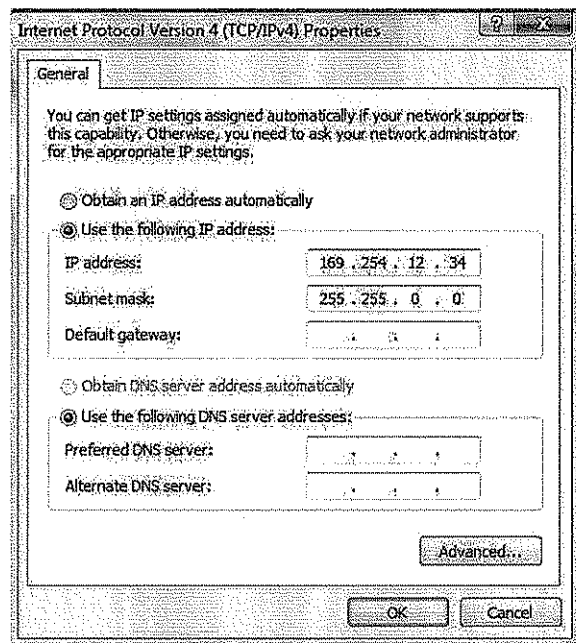 Internet Protocol Version 4 (TCP/IPv4) Properties
?
General
You can get IP settings assigned automatically if your network supports
this capability. Otherwise, you need to ask your network administrator
for the appropriate IP settings.
Obtain an IP address automatically
Use the following IP address:
IP address: 169 . 254 . 12 . 34
Subnet mask: 255 . 255 . 0 . 0
Default gateway: . . .
Obtain DNS server address automatically
Use the following DNS server addresses:
Preferred DNS server: . . .
Alternate DNS server: . . .
Advanced...
OK Cancel